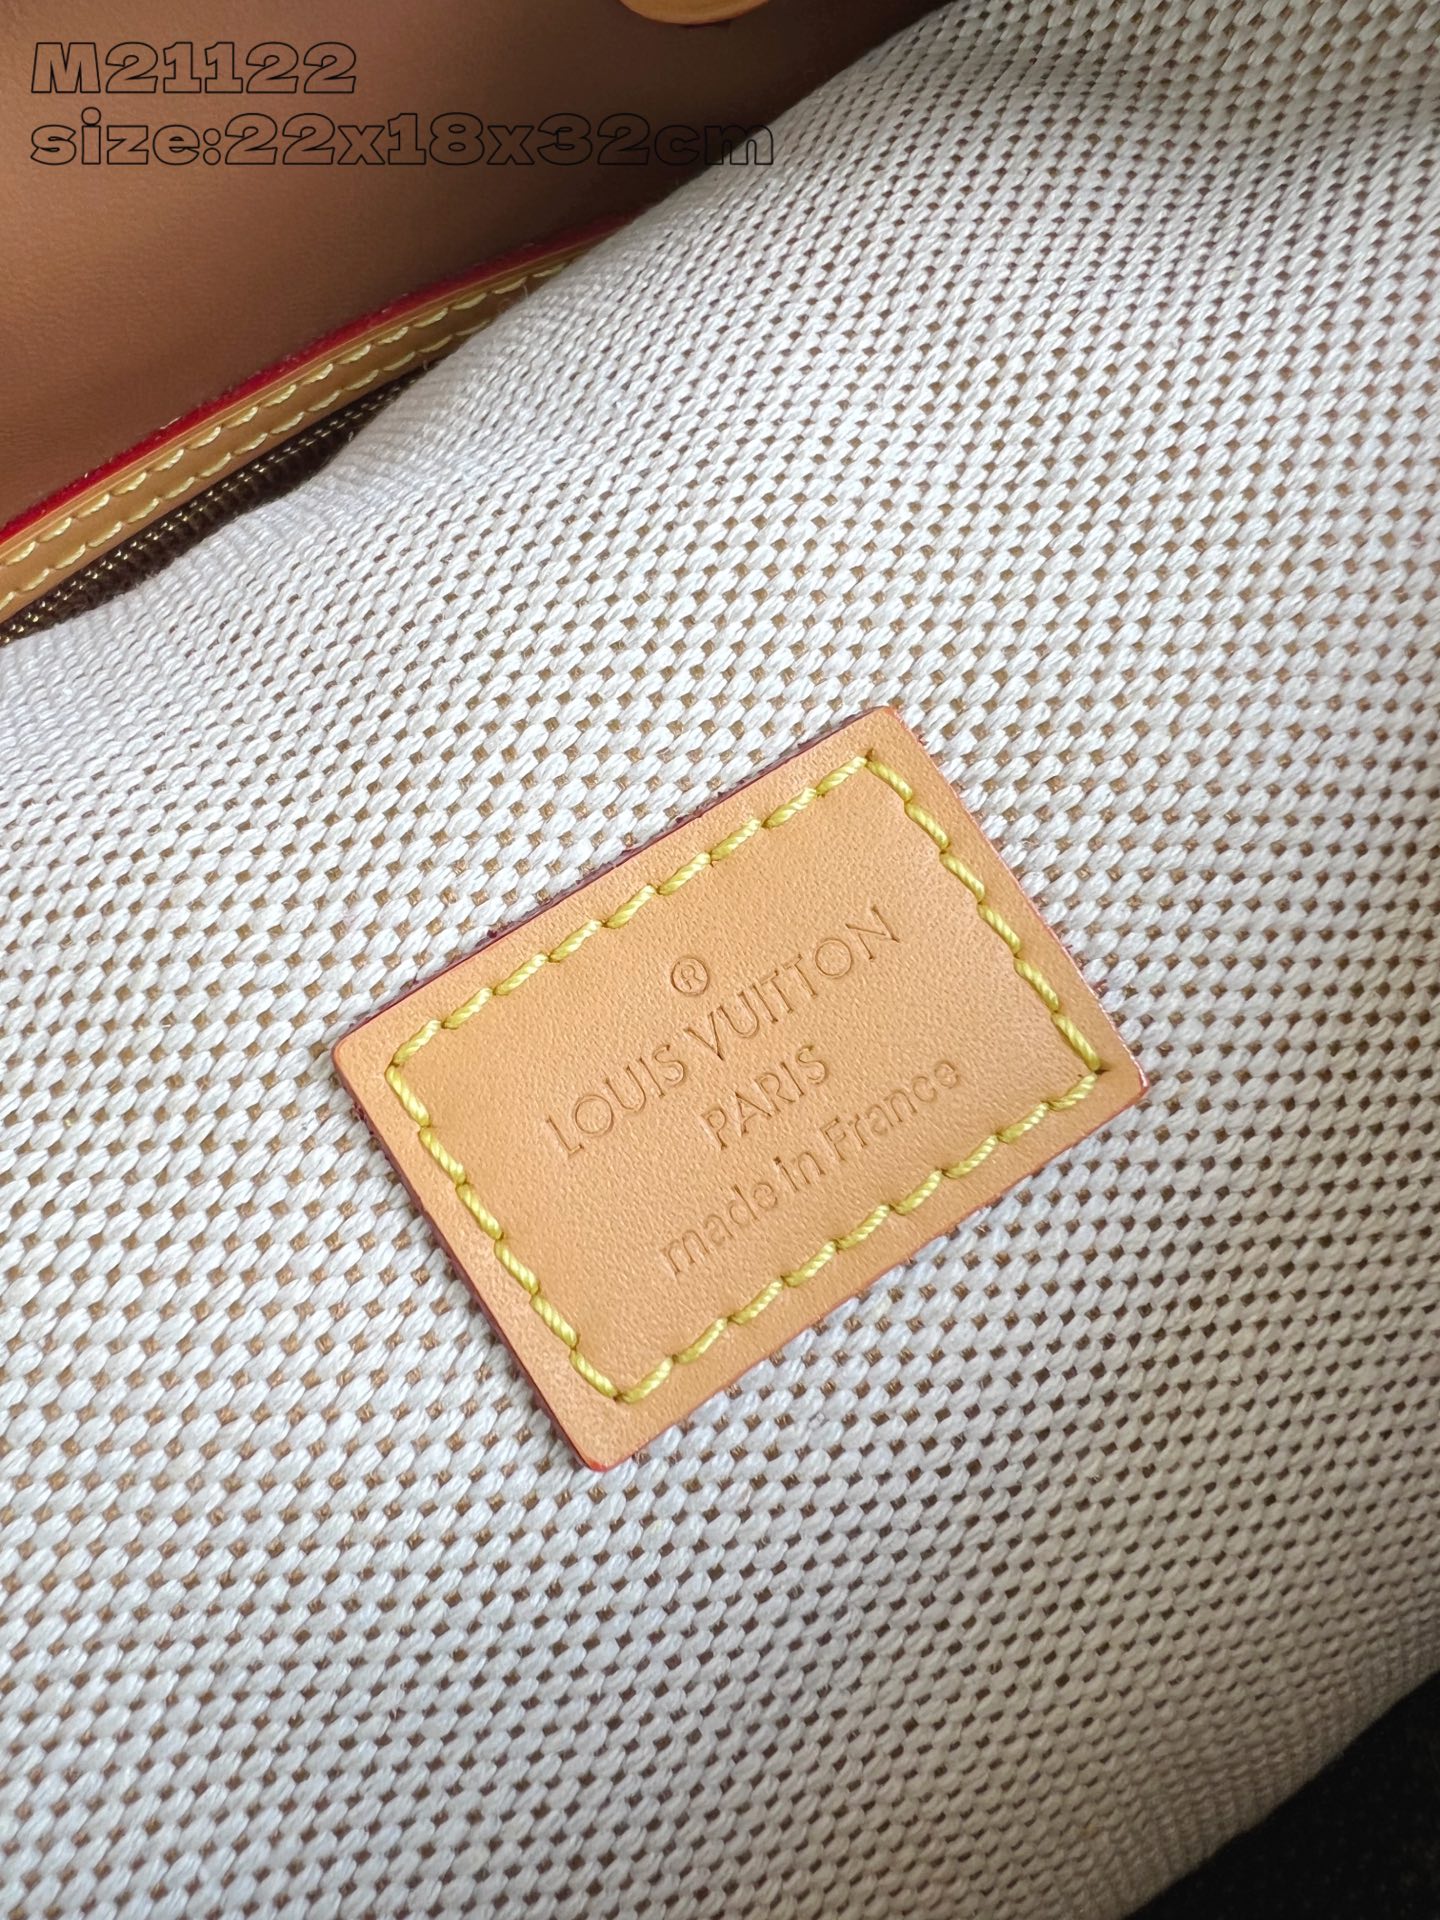 M21122
size:22x18x32cm
®
LOUIS VUITTON
PARIS
made in France